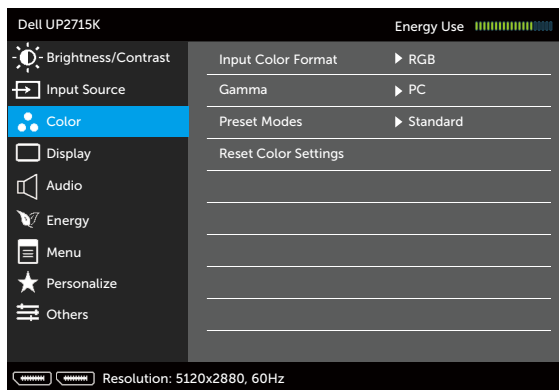 Dell UP2715K Energy Use
Brightness/Contrast
Input Source
Color
Display
Audio
Energy
Menu
Personalize
Others
Input Color Format RGB
Gamma PC
Preset Modes Standard
Reset Color Settings
Resolution: 5120x2880, 60Hz